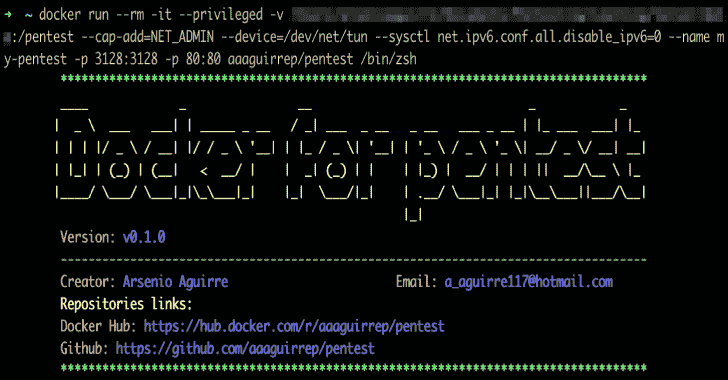 ➜ ~ docker run --rm -it --privileged -v
:/pentest --cap-add=NET_ADMIN --device=/dev/net/tun --sysctl net.ipv6.conf.all.disable_ipv6=0 --name m
y-pentest -p 3128:3128 -p 80:80 aaaguirrep/pentest /bin/zsh
Docker for pentest
Version: v0.1.0
Creator: Arsenio Aguirre Email: a_aguirre117@hotmail.com
Repositories links:
Docker Hub: https://hub.docker.com/r/aaaguirrep/pentest
Github: https://github.com/aaaguirrep/pentest